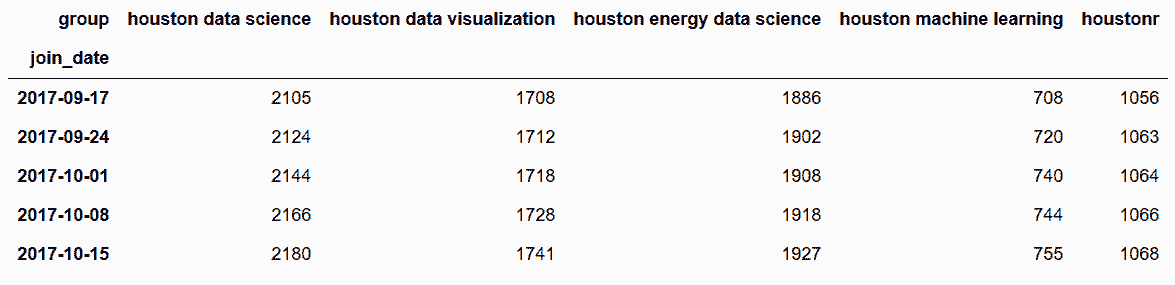 group houston data science houston data visualization houston energy data science houston machine learning houstonr
join_date
2017-09-17 2105 1708 1886 708 1056
2017-09-24 2124 1712 1902 720 1063
2017-10-01 2144 1718 1908 740 1064
2017-10-08 2166 1728 1918 744 1066
2017-10-15 2180 1741 1927 755 1068